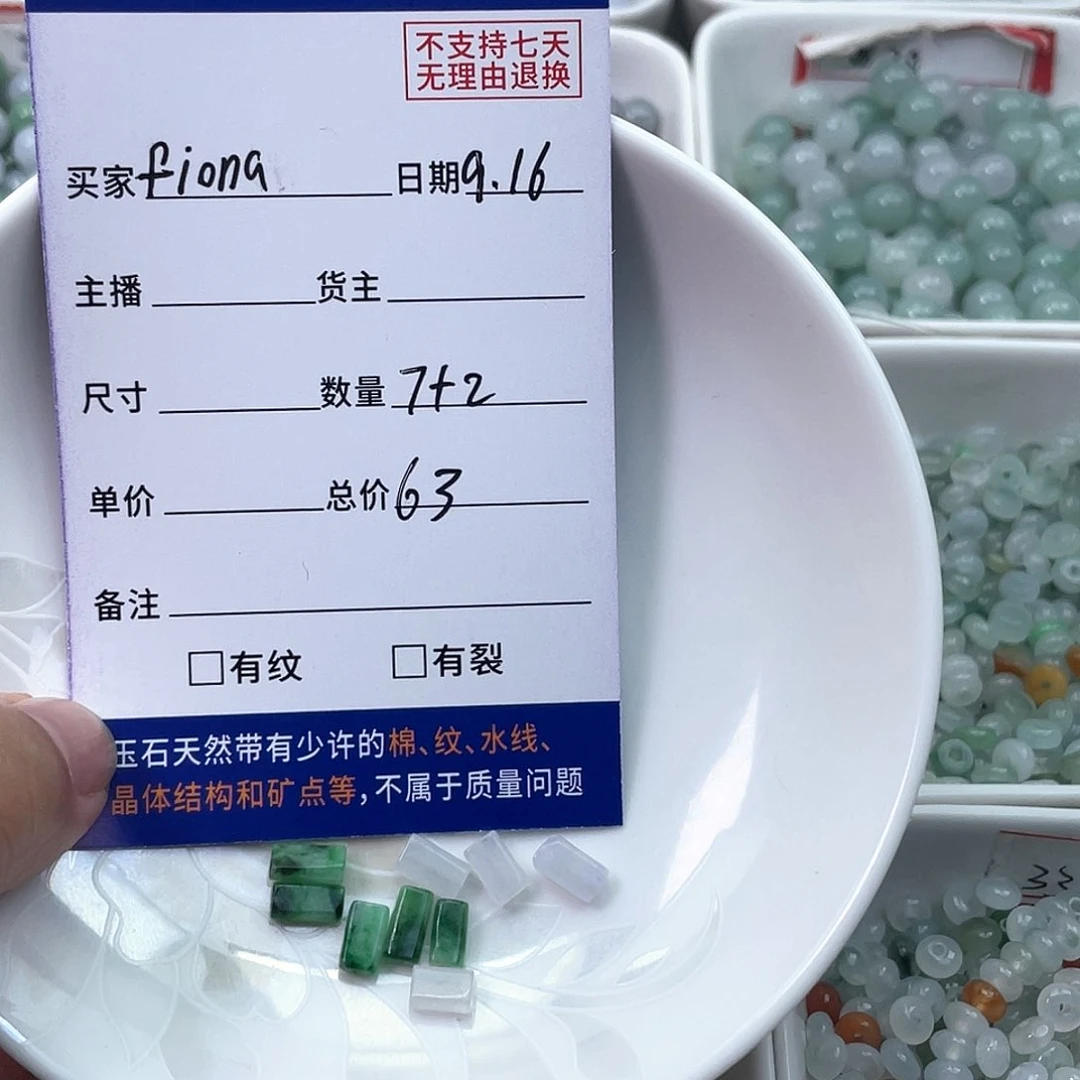 不支持七天
无理由退换
买家 fiona 日期 9.16
主播 货主
尺寸 数量 7+2
单价 总价 63
备注
□有纹 □有裂
玉石天然带有少许的棉、纹、水线、
晶体结构和矿点等,不属于质量问题
33